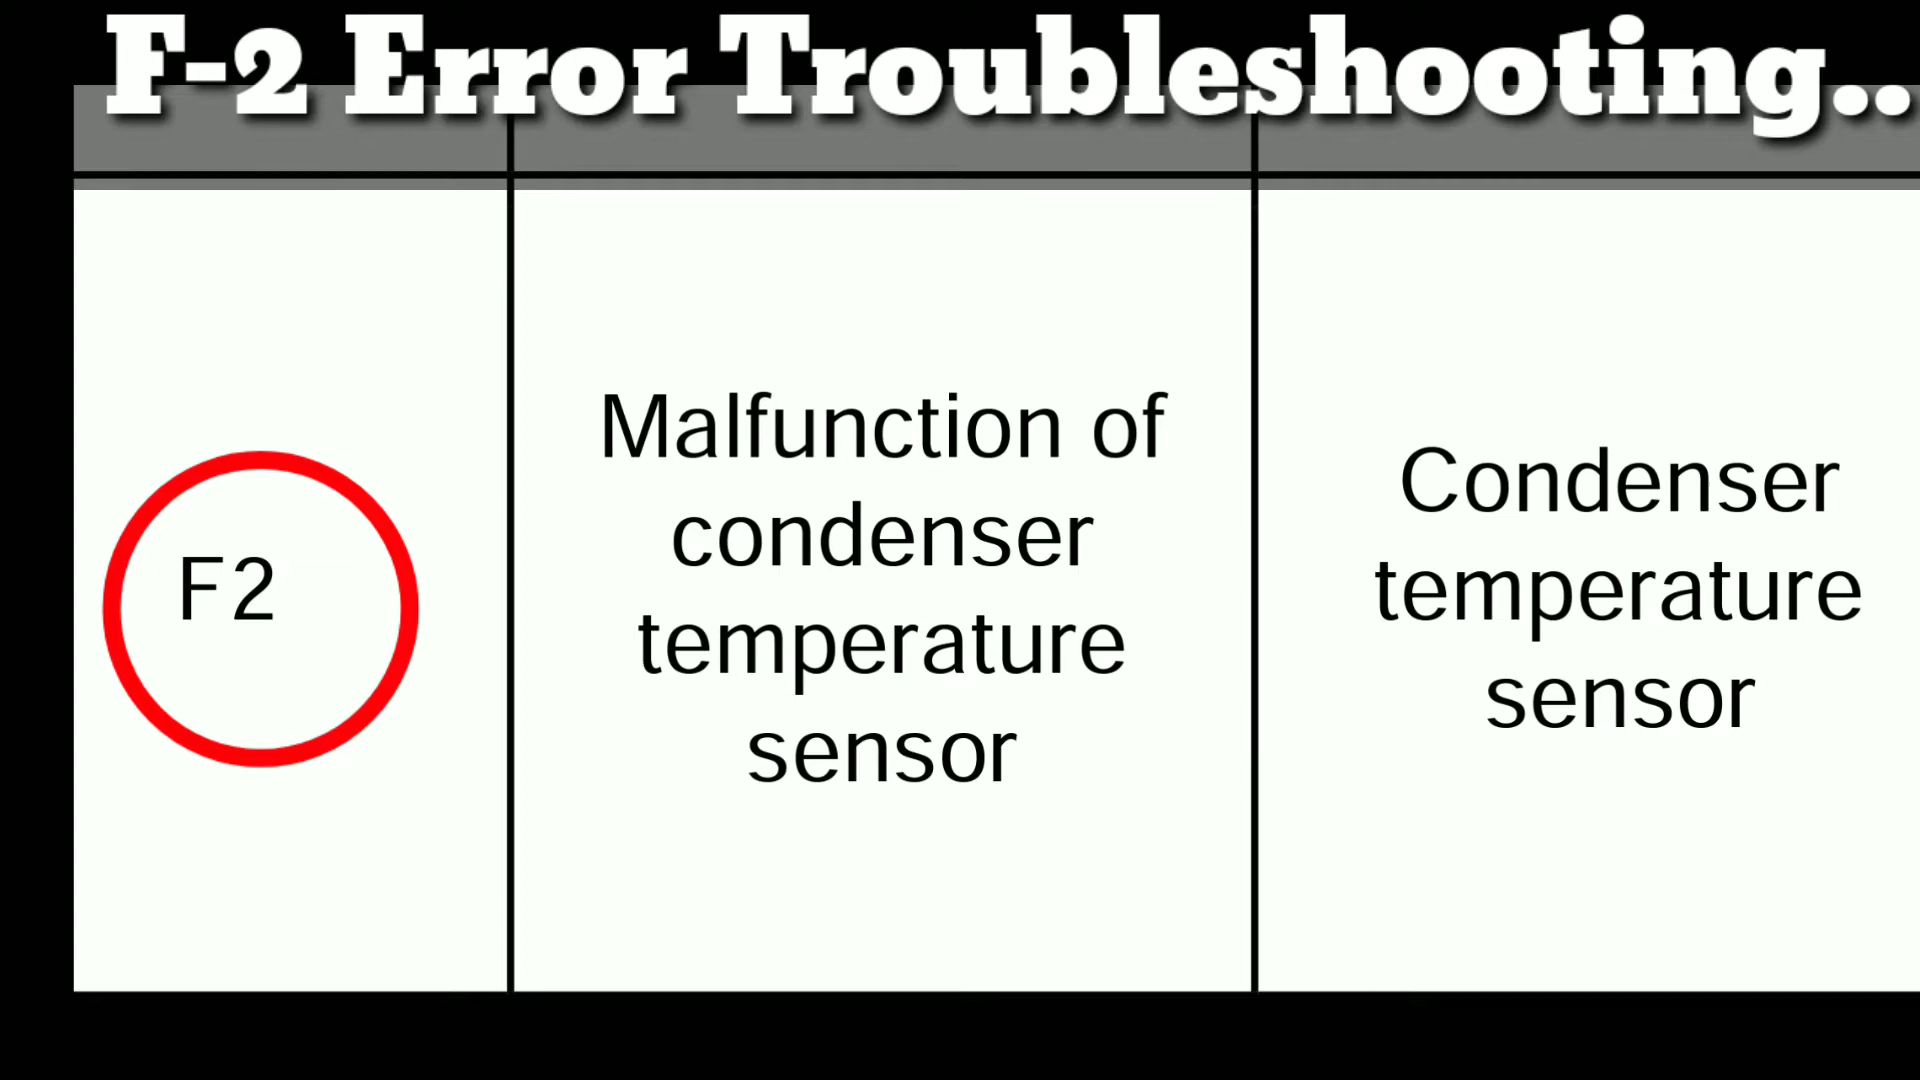 F-2 Error Troubleshooting..
F2
Malfunction of
condenser
temperature
sensor
Condenser
temperature
sensor